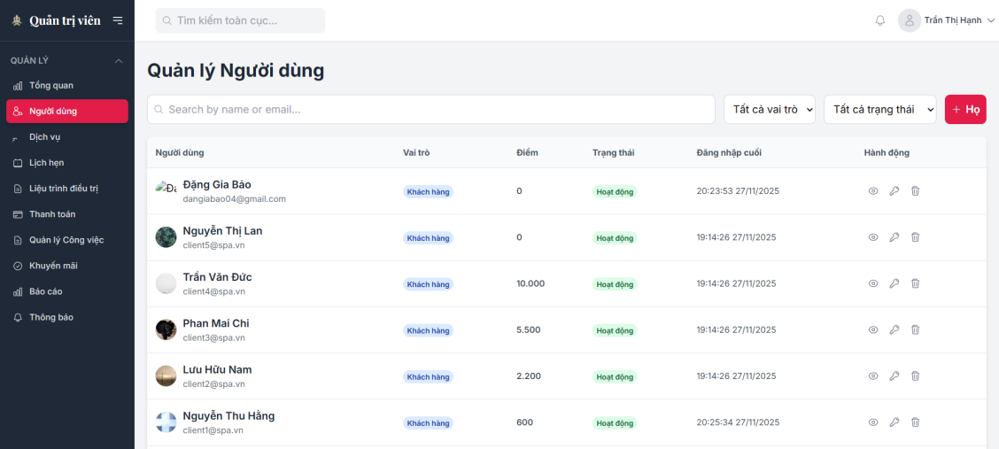 Quản trị viên
Tìm kiếm toàn cục...
Trần Thị Hạnh
QUẢN LÝ
Tổng quan
Người dùng
Dịch vụ
Lịch hẹn
Liệu trình điều trị
Thanh toán
Quản lý Công việc
Khuyến mãi
Báo cáo
Thông báo
Quản lý Người dùng
Search by name or email...
Tất cả vai trò
Tất cả trạng thái
+ Họ
Người dùng Vai trò Điểm Trạng thái Đăng nhập cuối Hành động
Đặng Gia Bảo
dangiabao04@gmail.com
Khách hàng 0 Hoạt động 20:23:53 27/11/2025
Nguyễn Thị Lan
client5@spa.vn
Khách hàng 0 Hoạt động 19:14:26 27/11/2025
Trần Văn Đức
client4@spa.vn
Khách hàng 10.000 Hoạt động 19:14:26 27/11/2025
Phan Mai Chi
client3@spa.vn
Khách hàng 5.500 Hoạt động 19:14:26 27/11/2025
Lưu Hữu Nam
client2@spa.vn
Khách hàng 2.200 Hoạt động 19:14:26 27/11/2025
Nguyễn Thu Hằng
client1@spa.vn
Khách hàng 600 Hoạt động 20:25:34 27/11/2025